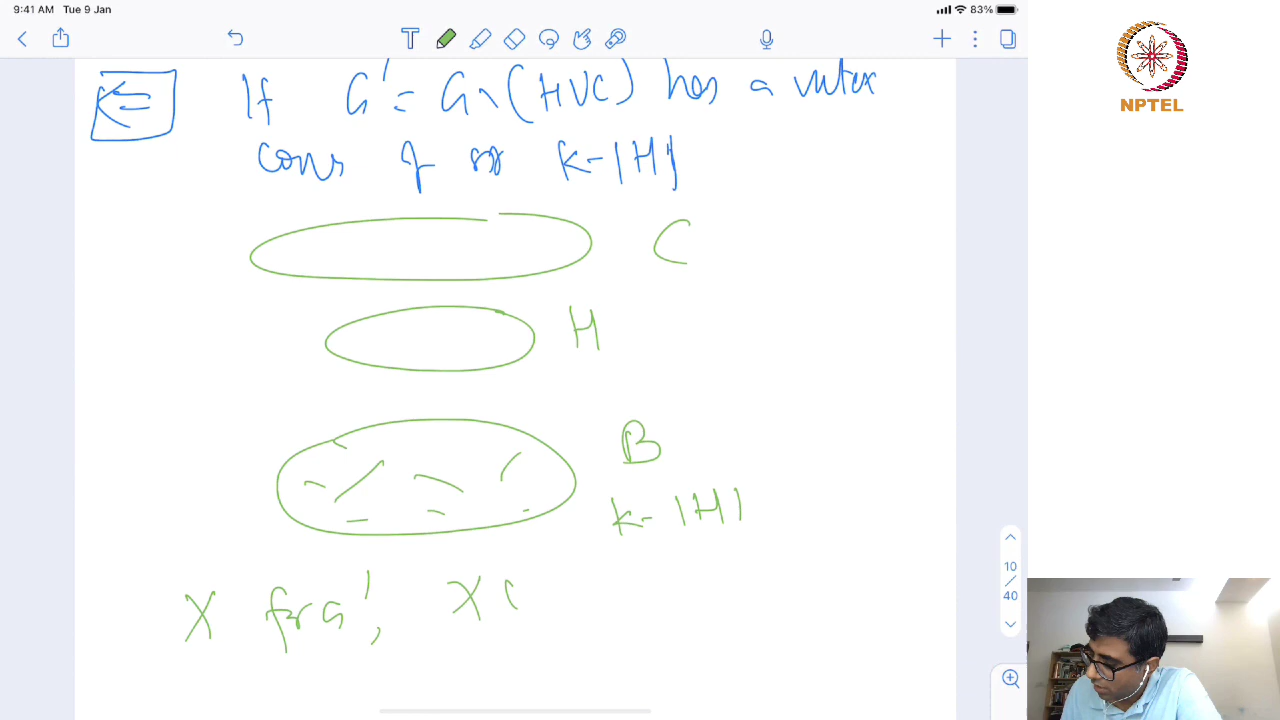 9:41 AM Tue 9 Jan
83%
NPTEL
⇐ If G' = G \ (H ∪ C) has a vertex
cover of size k-|H|
C
H
B
k-|H|
X for G', X
10
/
40